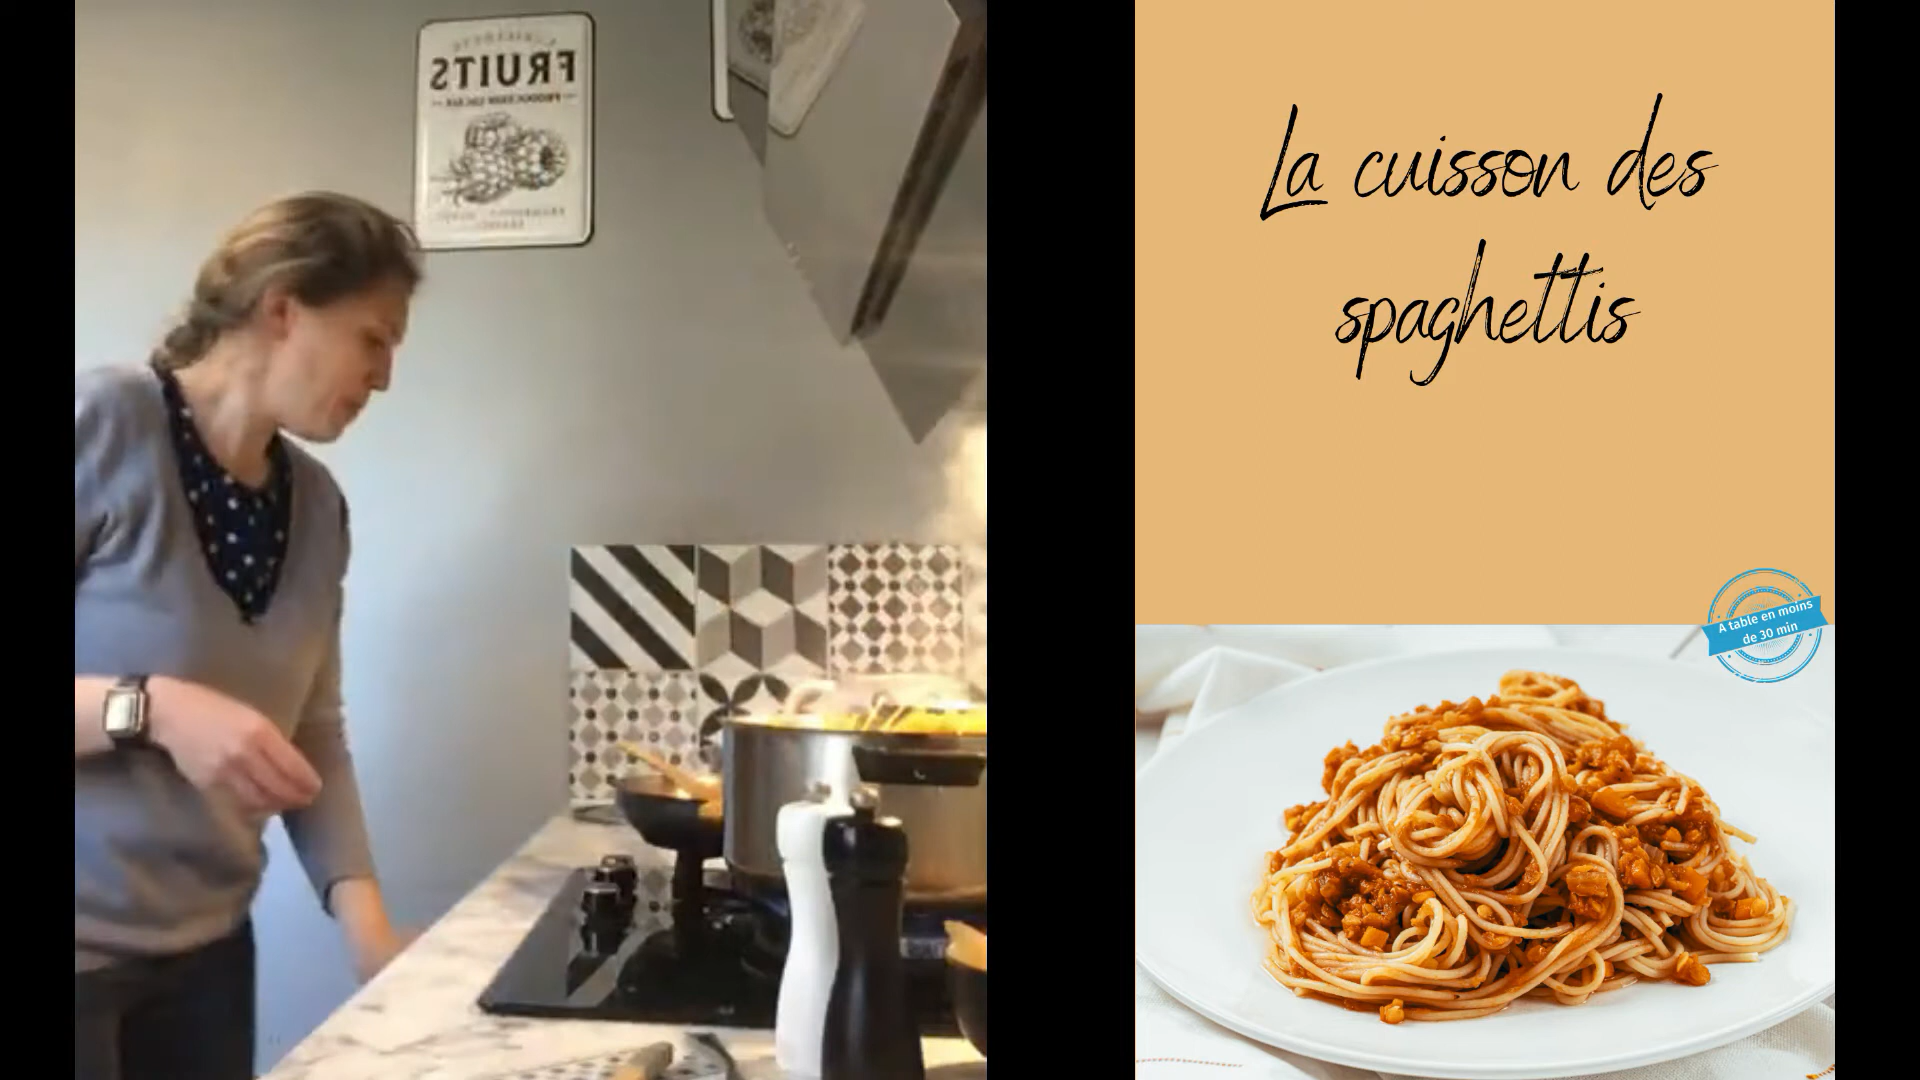 FRUITS
La cuisson des
spaghettis
A table en moins
de 30 min